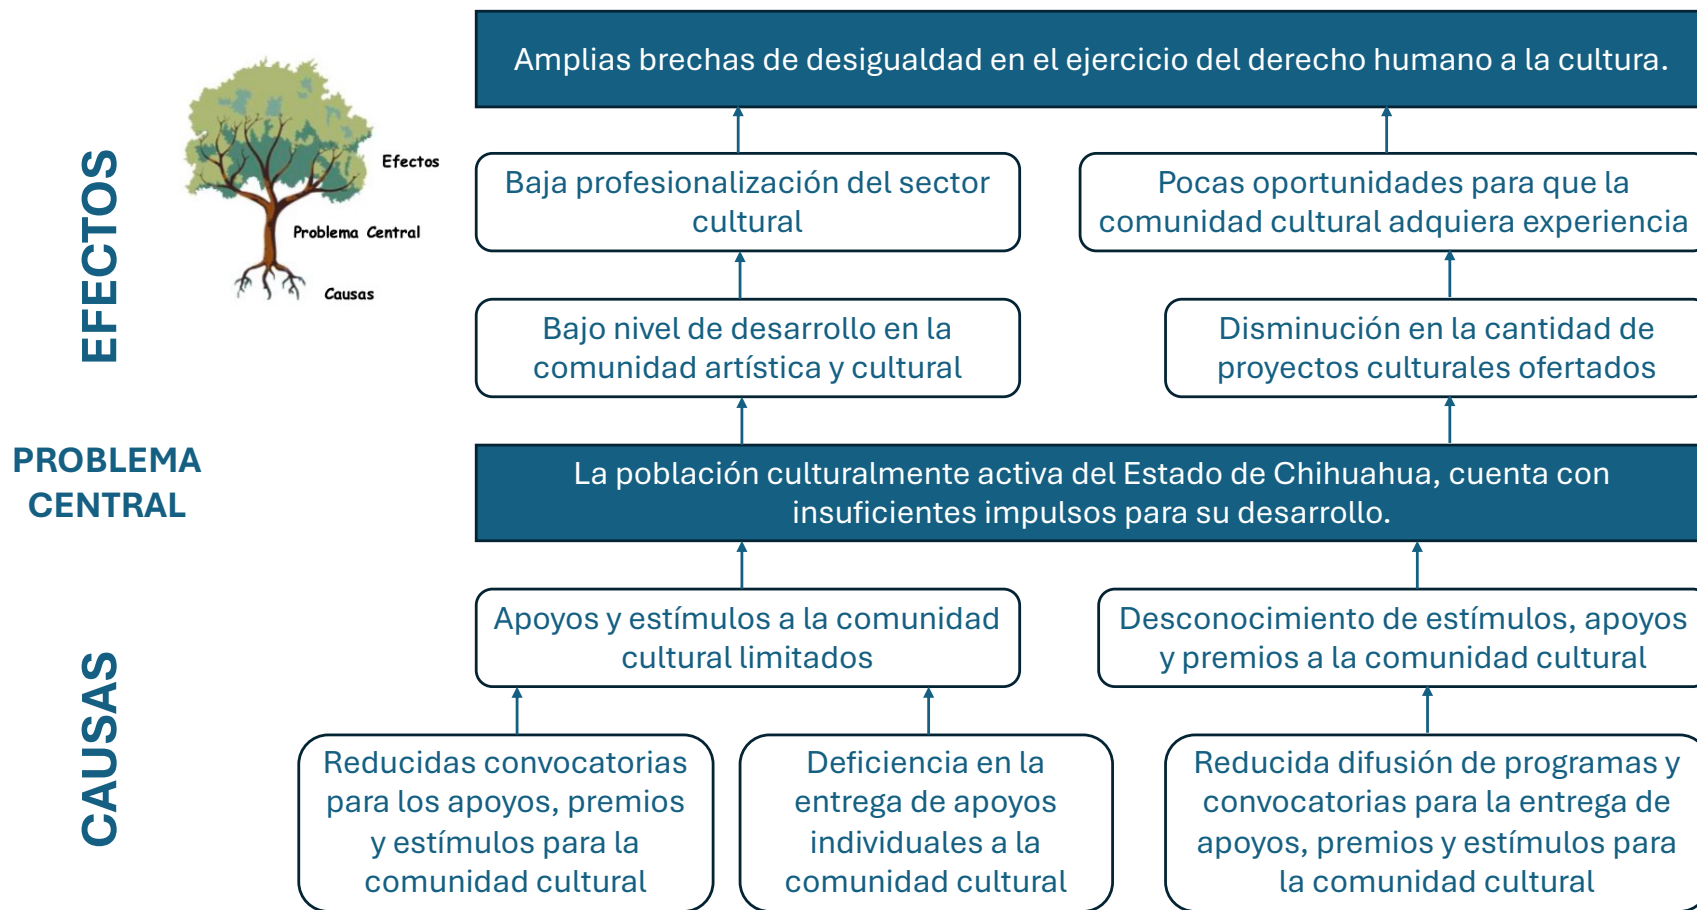 Amplias brechas de desigualdad en el ejercicio del derecho humano a la cultura.
EFECTOS
Efectos
Problema Central
Causas
Baja profesionalización del sector
cultural
Pocas oportunidades para que la
comunidad cultural adquiera experiencia
Bajo nivel de desarrollo en la
comunidad artística y cultural
Disminución en la cantidad de
proyectos culturales ofertados
PROBLEMA
CENTRAL
La población culturalmente activa del Estado de Chihuahua, cuenta con
insuficientes impulsos para su desarrollo.
CAUSAS
Apoyos y estímulos a la comunidad
cultural limitados
Desconocimiento de estímulos, apoyos
y premios a la comunidad cultural
Reducidas convocatorias
para los apoyos, premios
y estímulos para la
comunidad cultural
Deficiencia en la
entrega de apoyos
individuales a la
comunidad cultural
Reducida difusión de programas y
convocatorias para la entrega de
apoyos, premios y estímulos para
la comunidad cultural